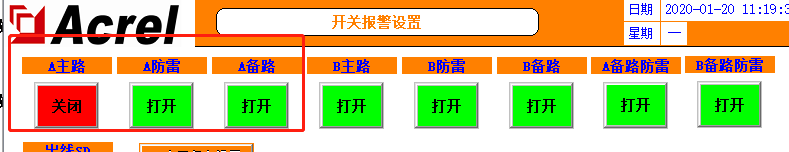 Acrel
开关报警设置
日期 2020-01-20 11:19:3
星期 一
A主路 A防雷 A备路 B主路 B防雷 B备路 A备路防雷 B备路防雷
关闭 打开 打开 打开 打开 打开 打开 打开